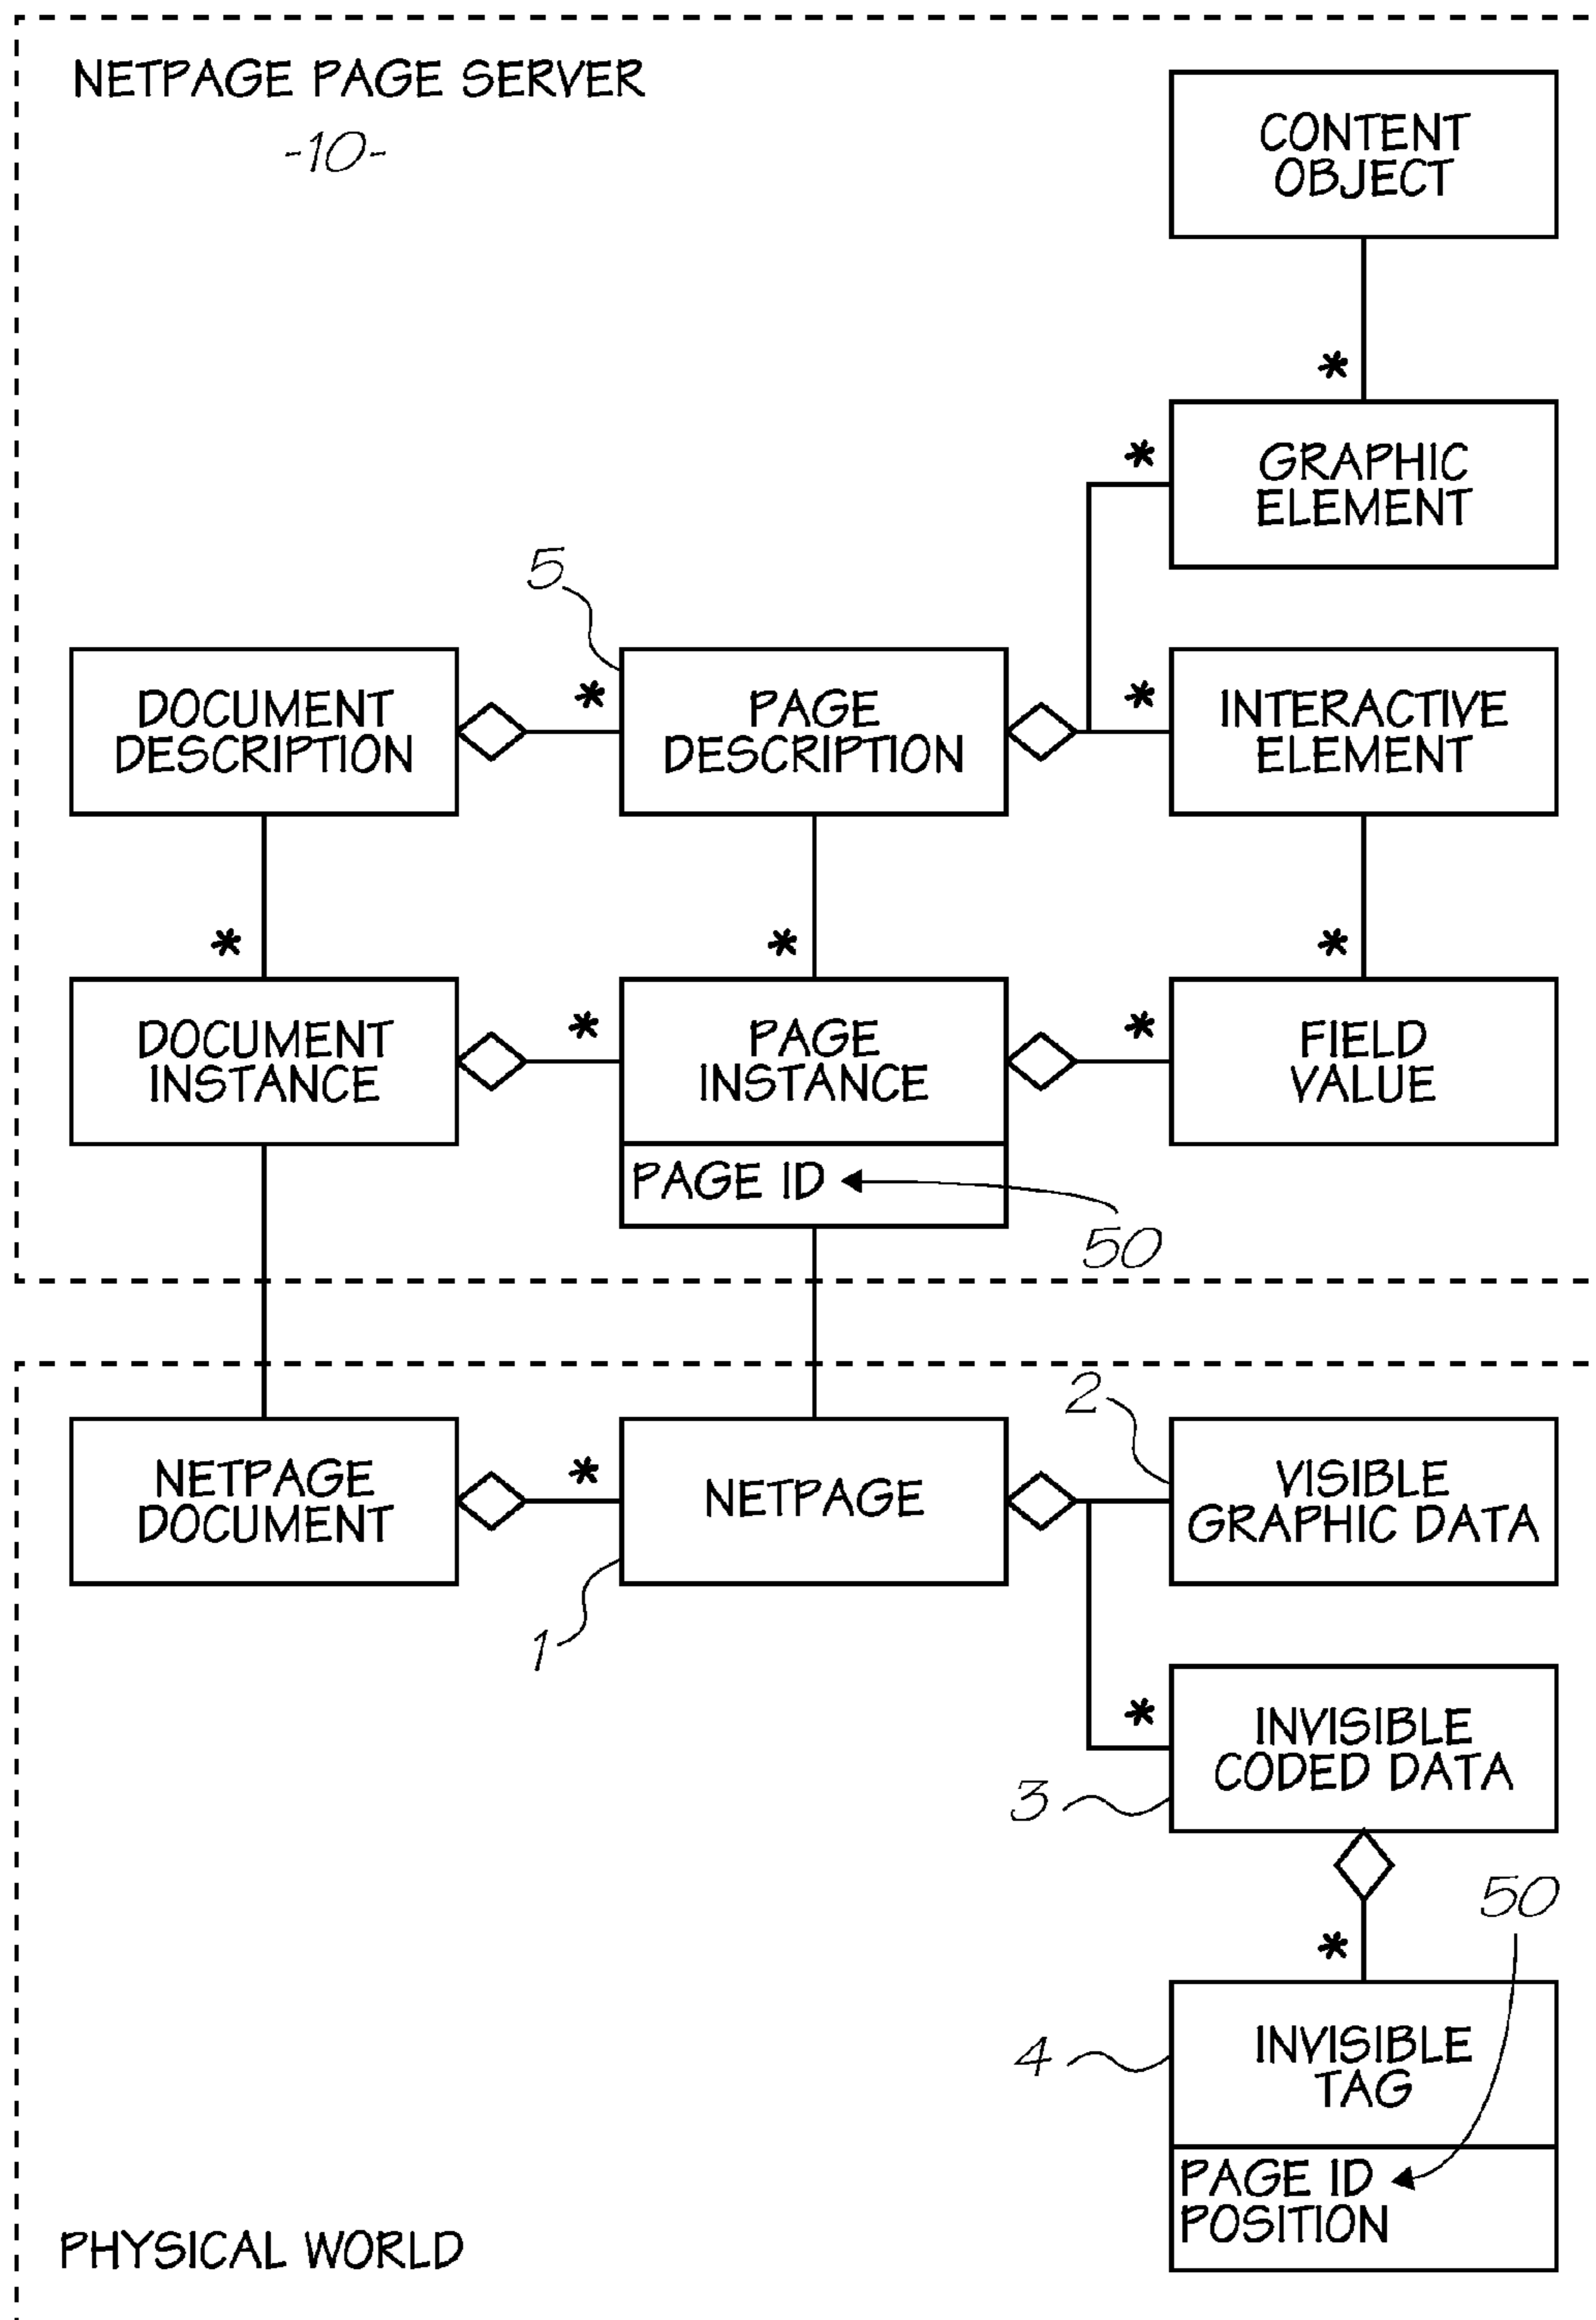 NETPAGE PAGE SERVER
-10-
CONTENT
OBJECT
*
*
GRAPHIC
ELEMENT
5
DOCUMENT
DESCRIPTION
*
PAGE
DESCRIPTION
*
INTERACTIVE
ELEMENT
*
*
*
DOCUMENT
INSTANCE
*
PAGE
INSTANCE
*
FIELD
VALUE
PAGE ID
50
2
NETPAGE
DOCUMENT
*
NETPAGE
VISIBLE
GRAPHIC DATA
1
*
INVISIBLE
CODED DATA
3
50
*
4
INVISIBLE
TAG
PAGE ID
POSITION
PHYSICAL WORLD